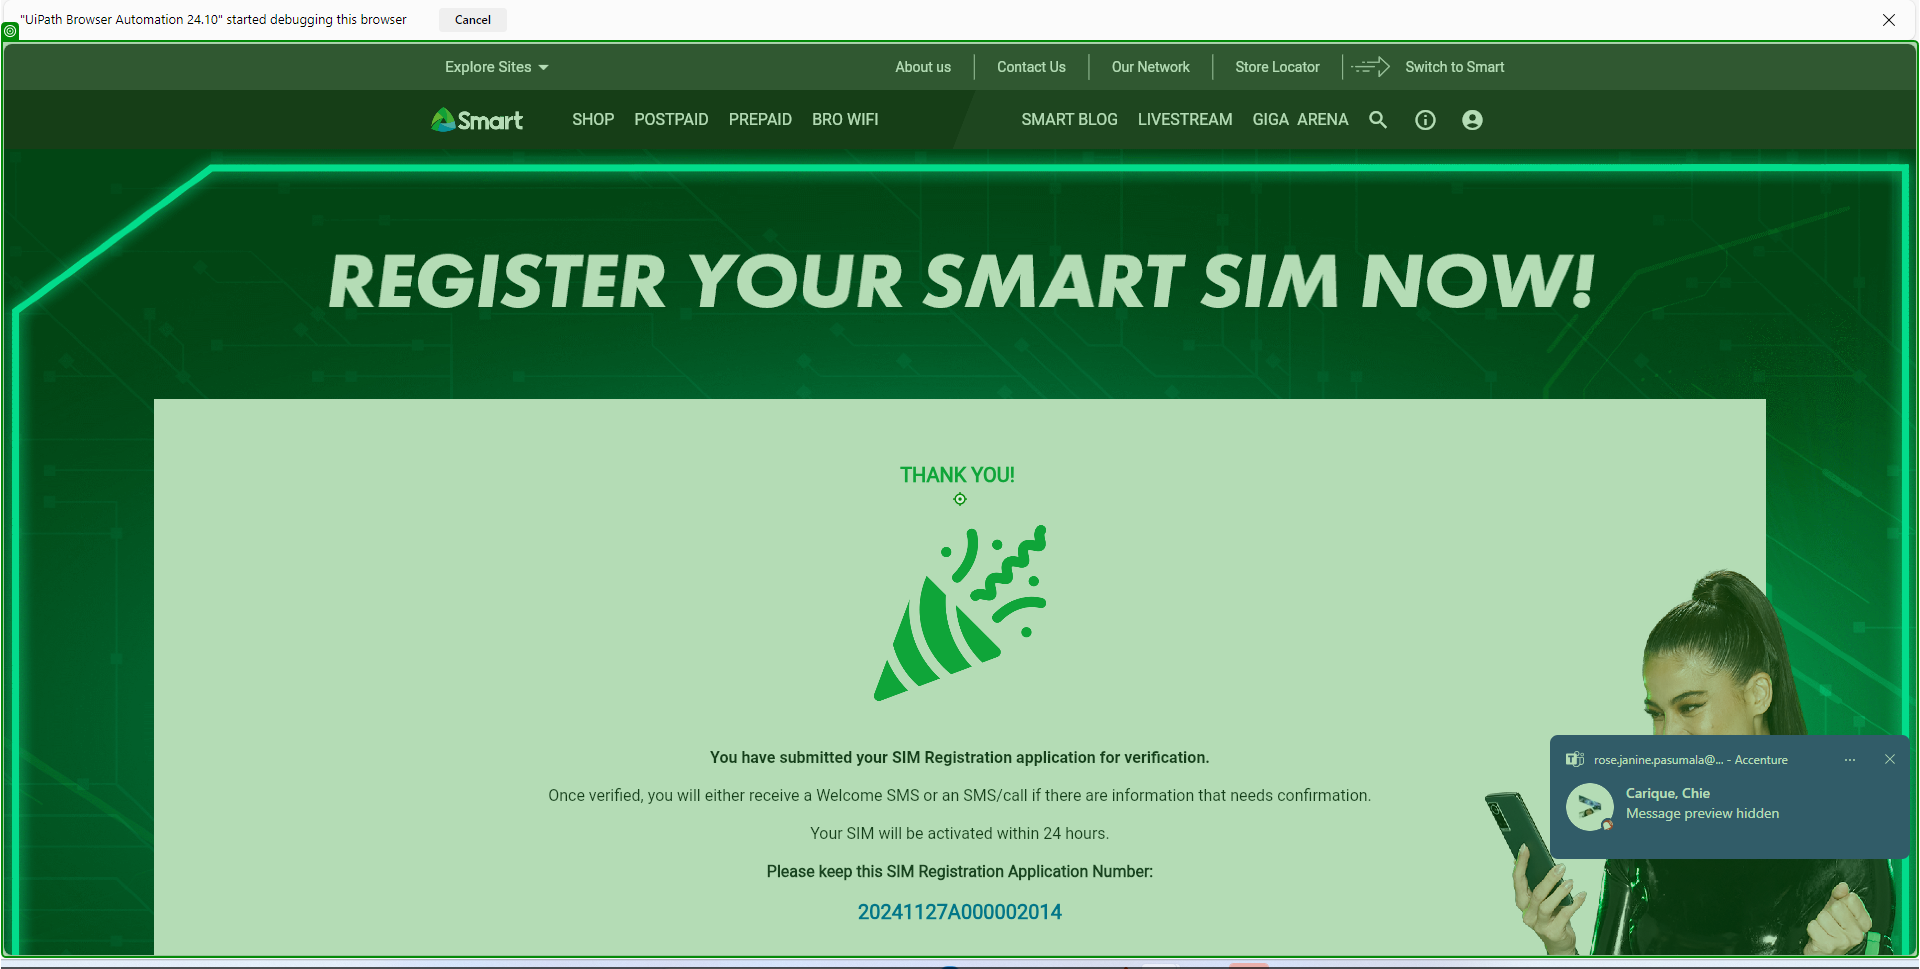 "UiPath Browser Automation 24.10" started debugging this browser
Cancel
Explore Sites
About us
Contact Us
Our Network
Store Locator
Switch to Smart
Smart
SHOP
POSTPAID
PREPAID
BRO WIFI
SMART BLOG
LIVESTREAM
GIGA ARENA
REGISTER YOUR SMART SIM NOW!
THANK YOU!
You have submitted your SIM Registration application for verification.
Once verified, you will either receive a Welcome SMS or an SMS/call if there are information that needs confirmation.
Your SIM will be activated within 24 hours.
Please keep this SIM Registration Application Number:
20241127A000002014
rose.janine.pasumala@... - Accenture
Carique, Chie
Message preview hidden